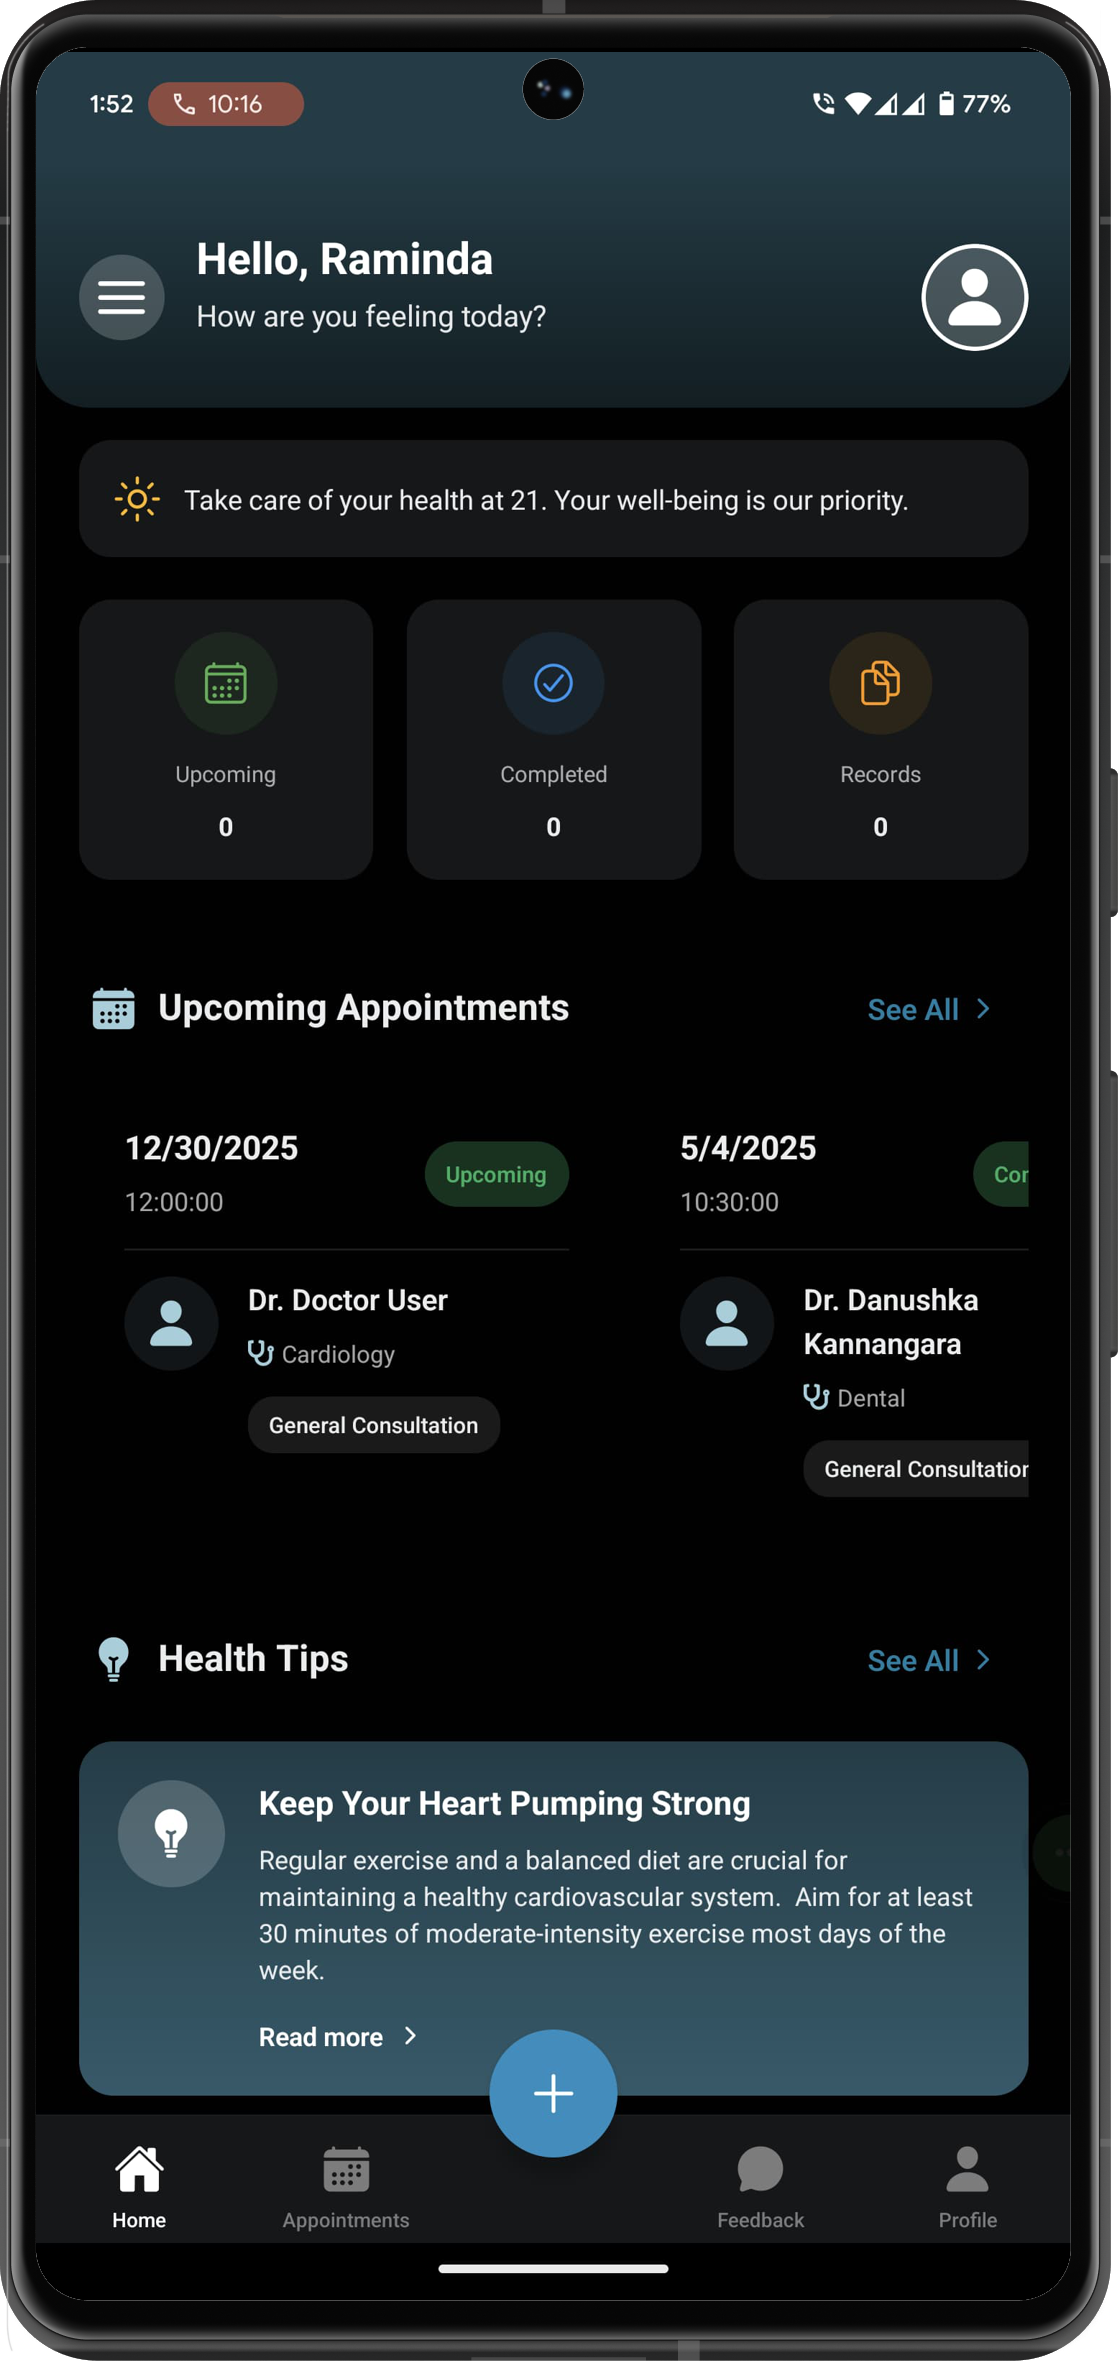 1:52 10:16 77%
Hello, Raminda
How are you feeling today?
Take care of your health at 21. Your well-being is our priority.
Upcoming Completed Records
0 0 0
Upcoming Appointments See All
12/30/2025
12:00:00
Upcoming
Dr. Doctor User
Cardiology
General Consultation
5/4/2025
10:30:00
Cor
Dr. Danushka
Kannangara
Dental
General Consultation
Health Tips See All
Keep Your Heart Pumping Strong
Regular exercise and a balanced diet are crucial for
maintaining a healthy cardiovascular system.  Aim for at least
30 minutes of moderate-intensity exercise most days of the
week.
Read more
Home Appointments Feedback Profile